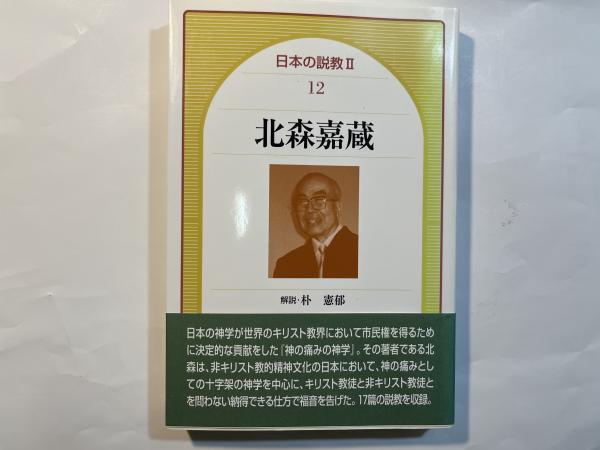 日本の説教Ⅱ
12
北森嘉蔵
解説・朴 憲郁
日本の神学が世界のキリスト教界において市民権を得るため
に決定的な貢献をした『神の痛みの神学』。その著者である北
森は、非キリスト教的精神文化の日本において、神の痛みとし
ての十字架の神学を中心に、キリスト教徒と非キリスト教徒と
を問わない納得できる仕方で福音を告げた。17篇の説教を収録。